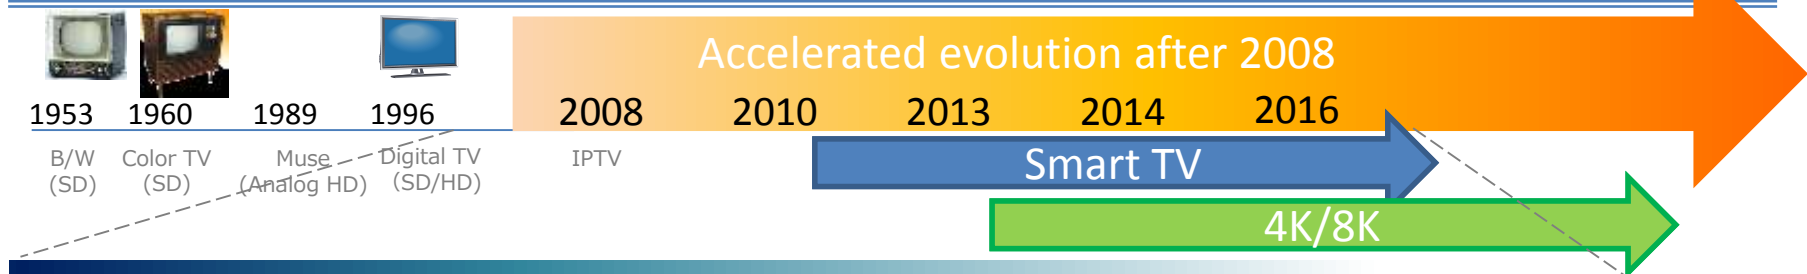 Accelerated evolution after 2008
1953 1960 1989 1996 2008 2010 2013 2014 2016
B/W Color TV Muse Digital TV IPTV
(SD) (SD) (Analog HD) (SD/HD)
Smart TV
4K/8K